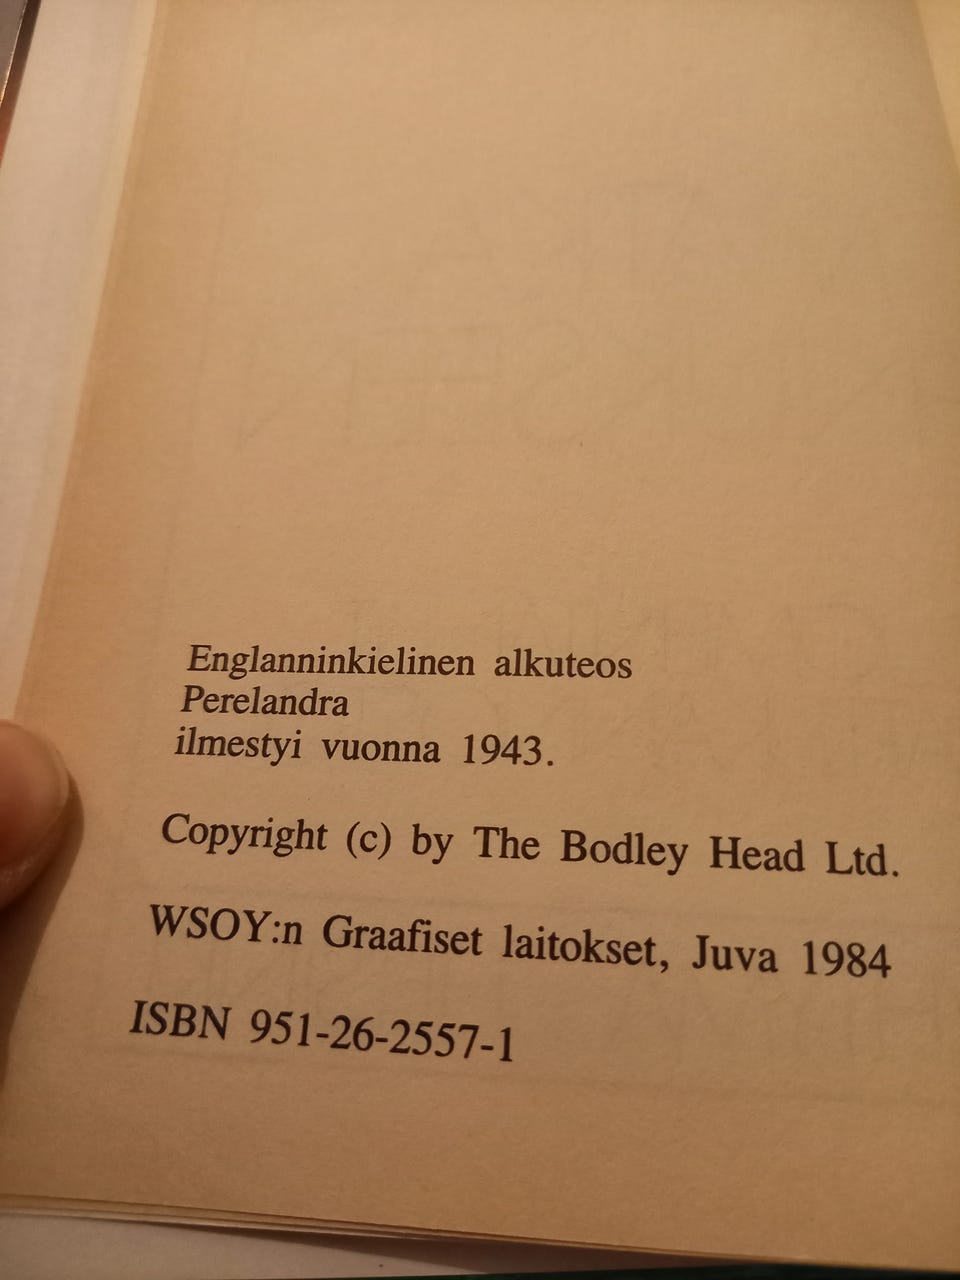 Englanninkielinen alkuteos
Perelandra
ilmestyi vuonna 1943.
Copyright (c) by The Bodley Head Ltd.
WSOY:n Graafiset laitokset, Juva 1984
ISBN 951-26-2557-1